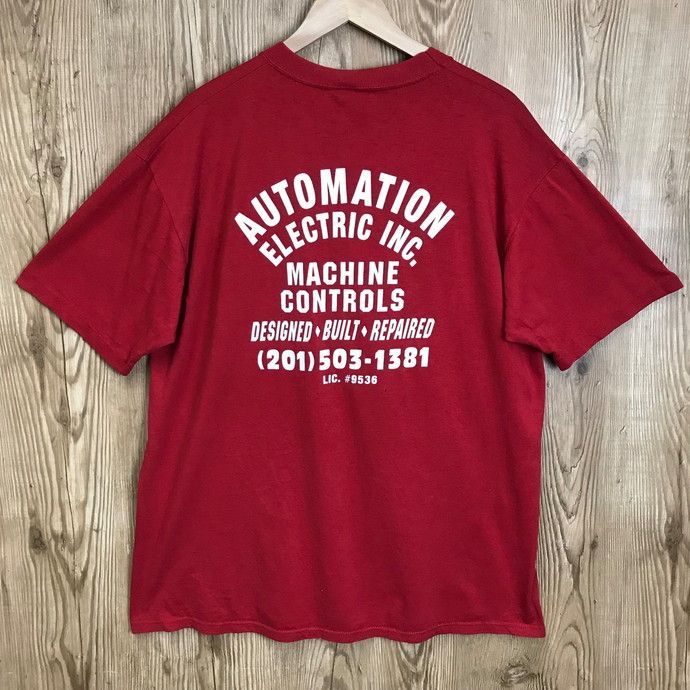 AUTOMATION
ELECTRIC INC.
MACHINE
CONTROLS
DESIGNED • BUILT • REPAIRED
(201) 503-1381
LIC. #9536